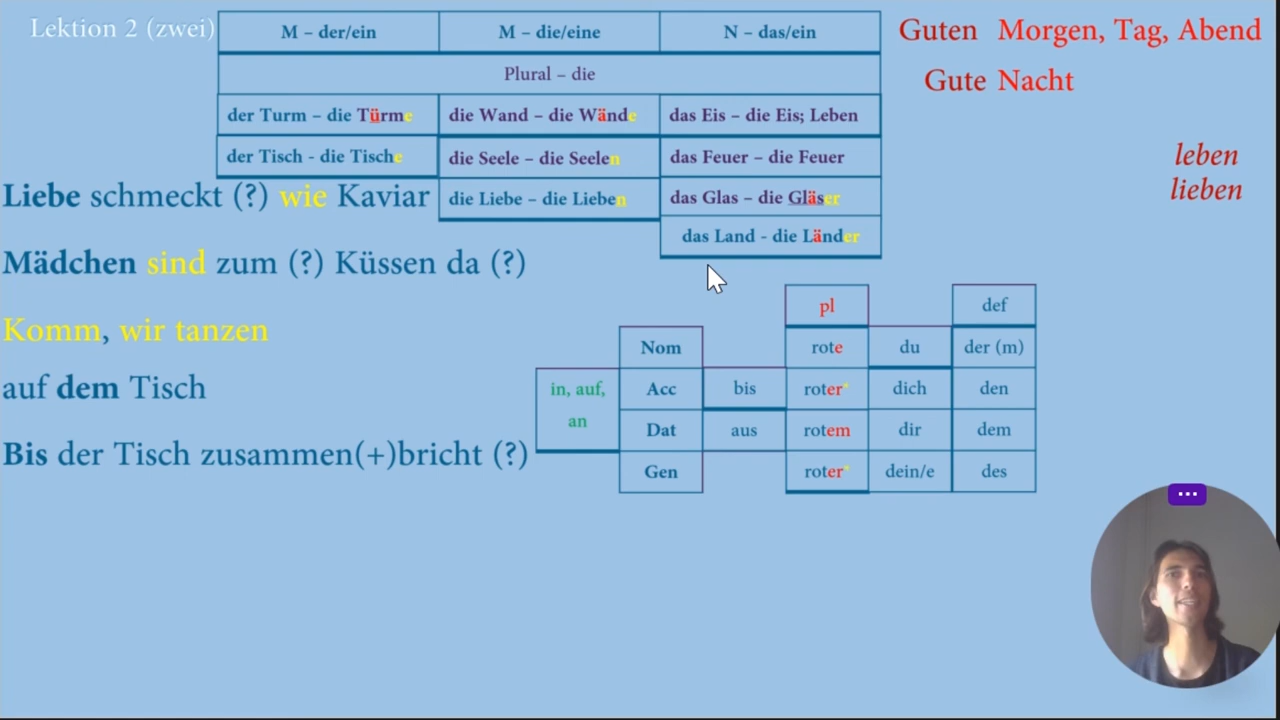 Lektion 2 (zwei)
M – der/ein M – die/eine N – das/ein
Plural – die
der Turm – die Türme die Wand – die Wände das Eis – die Eis; Leben
der Tisch - die Tische die Seele – die Seelen das Feuer – die Feuer
die Liebe – die Lieben das Glas – die Gläser
das Land - die Länder
Guten Morgen, Tag, Abend
Gute Nacht
leben
lieben
Liebe schmeckt (?) wie Kaviar
Mädchen sind zum (?) Küssen da (?)
Komm, wir tanzen
auf dem Tisch
Bis der Tisch zusammen(+)bricht (?)
pl def
Nom rote du der (m)
in, auf, an Acc bis roter* dich den
Dat aus rotem dir dem
Gen roter* dein/e des